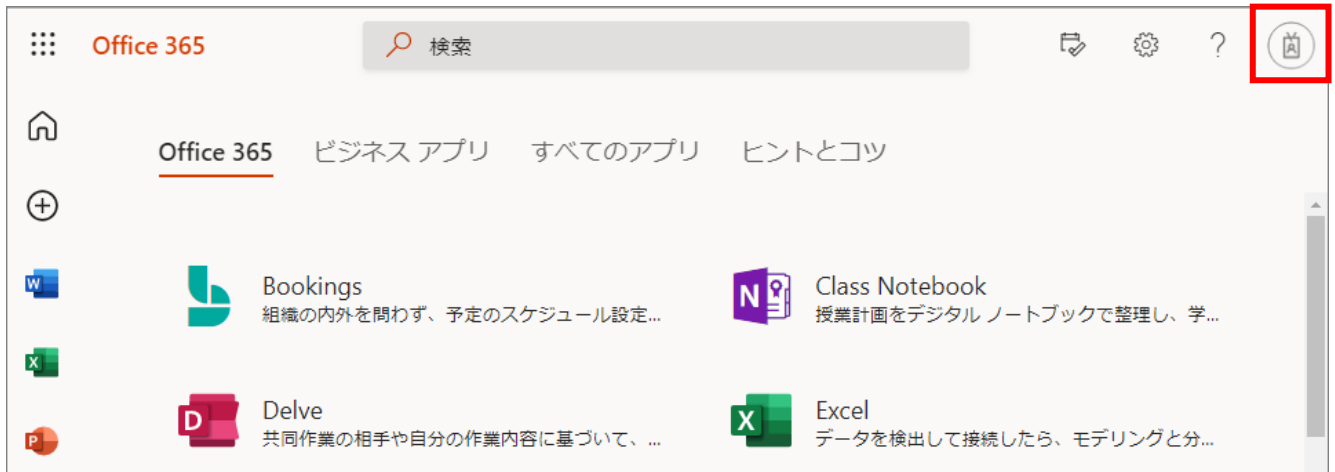 Office 365
検索
?
Office 365 ビジネス アプリ すべてのアプリ ヒントとコツ
Bookings
組織の内外を問わず、予定のスケジュール設定...
Class Notebook
授業計画をデジタル ノートブックで整理し、学...
Delve
共同作業の相手や自分の作業内容に基づいて、...
Excel
データを検出して接続したら、モデリングと分...